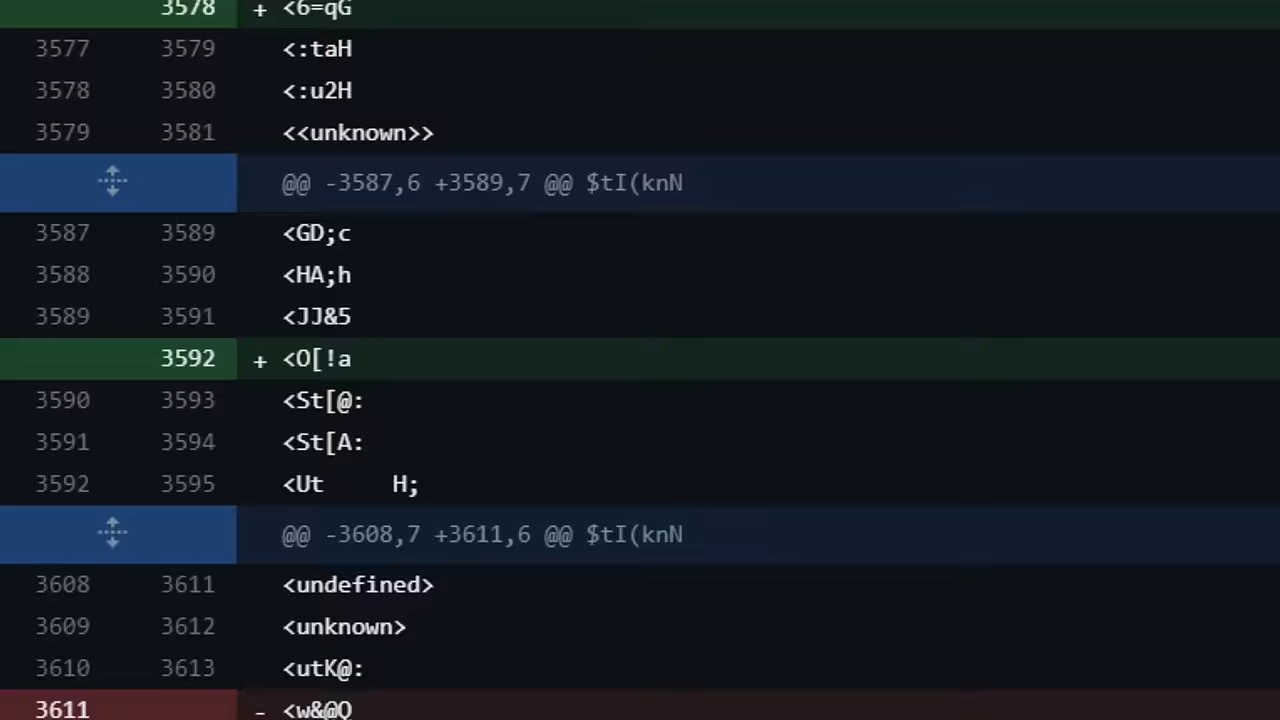 3578 + <6=qG
3577 3579 <:taH
3578 3580 <:u2H
3579 3581 <<unknown>>
@@ -3587,6 +3589,7 @@ $tI(knN
3587 3589 <GD;c
3588 3590 <HA;h
3589 3591 <JJ&5
3592 + <O[!a
3590 3593 <St[@:
3591 3594 <St[A:
3592 3595 <Ut     H;
@@ -3608,7 +3611,6 @@ $tI(knN
3608 3611 <undefined>
3609 3612 <unknown>
3610 3613 <utK@:
3611 - <w&@Q